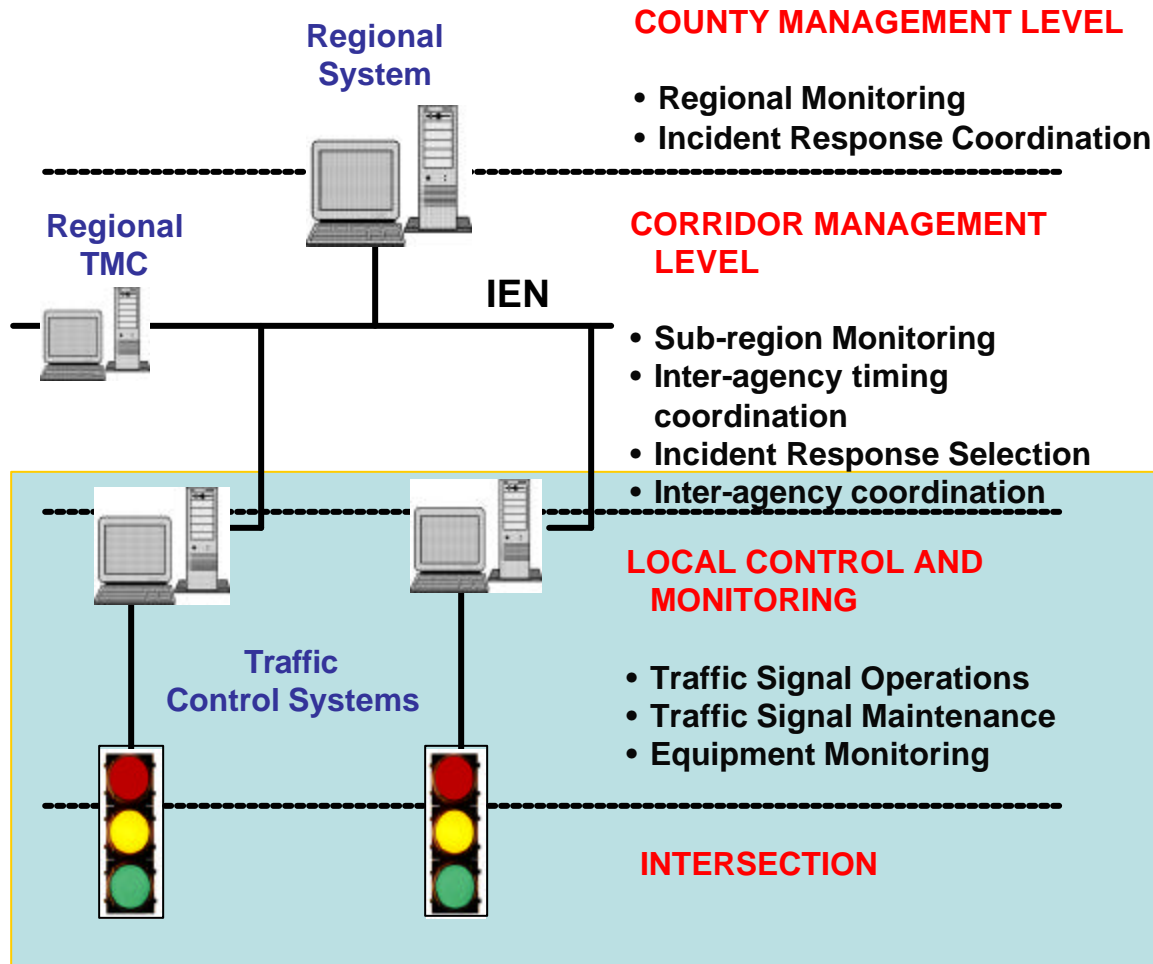 Regional
System
COUNTY MANAGEMENT LEVEL
• Regional Monitoring
• Incident Response Coordination
Regional
TMC
IEN
CORRIDOR MANAGEMENT
LEVEL
• Sub-region Monitoring
• Inter-agency timing
coordination
• Incident Response Selection
• Inter-agency coordination
Traffic
Control Systems
LOCAL CONTROL AND
MONITORING
• Traffic Signal Operations
• Traffic Signal Maintenance
• Equipment Monitoring
INTERSECTION